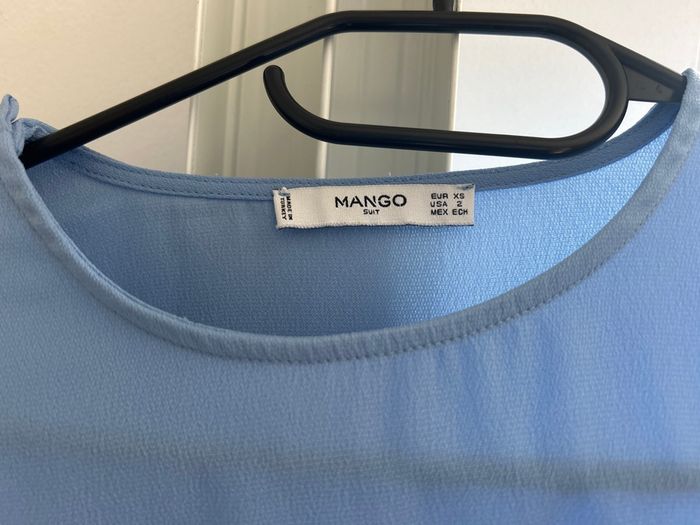 MADE IN
TURKEY
MANGO
SUIT
EUR XS
USA 2
MEX ECH